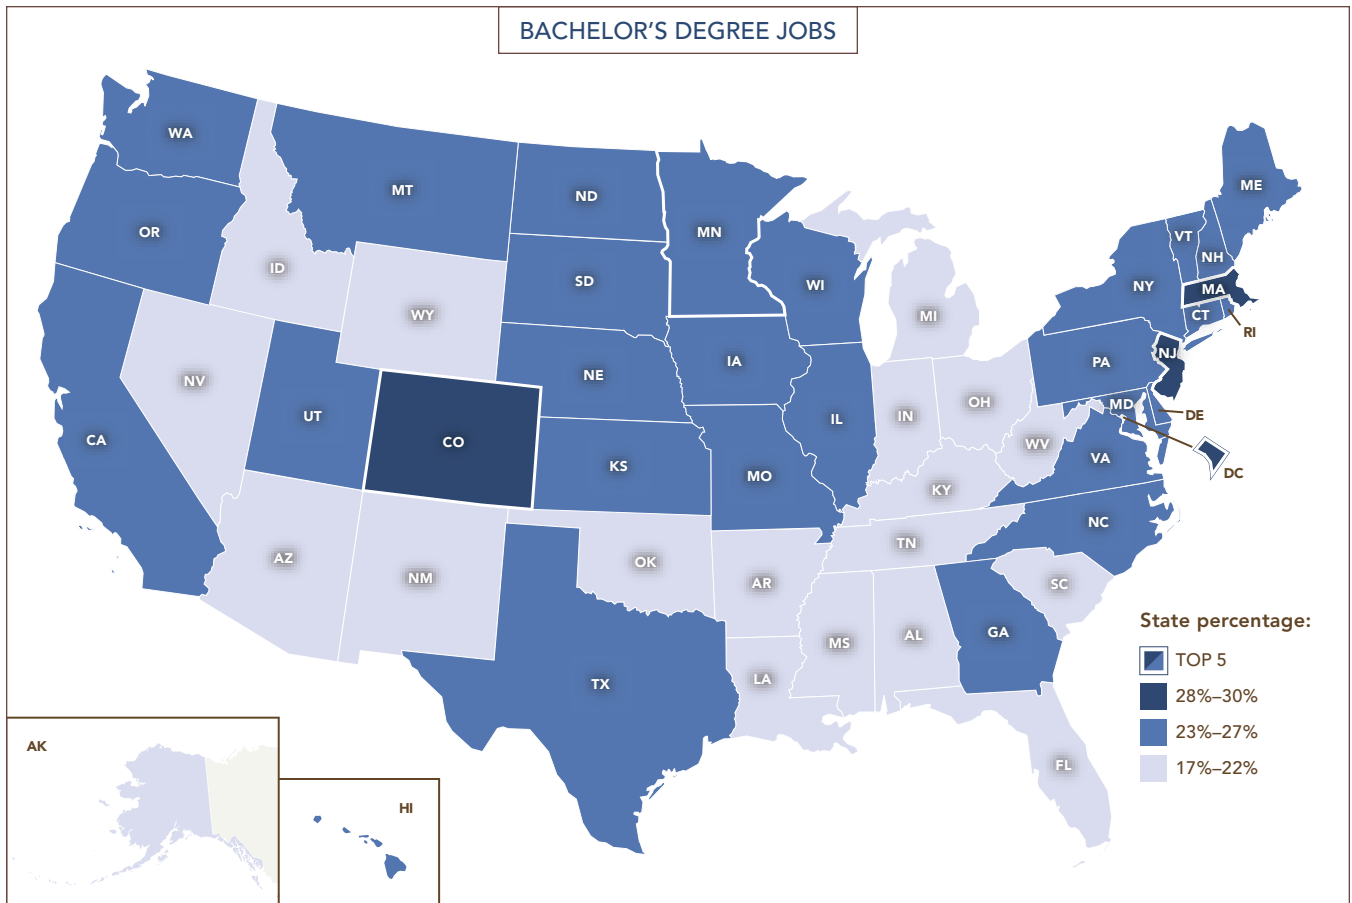 BACHELOR’S DEGREE JOBS
WA
MT
ND
MN
ME
OR
VT
NH
ID
SD
WI
NY
MA
WY
MI
CT
RI
NV
NE
IA
PA
NJ
UT
IN
OH
MD
DE
CA
CO
IL
WV
KS
MO
VA
DC
KY
NC
AZ
NM
OK
TN
AR
SC
MS
AL
GA
TX
LA
FL
State percentage:
TOP 5
28%–30%
23%–27%
17%–22%
AK
HI